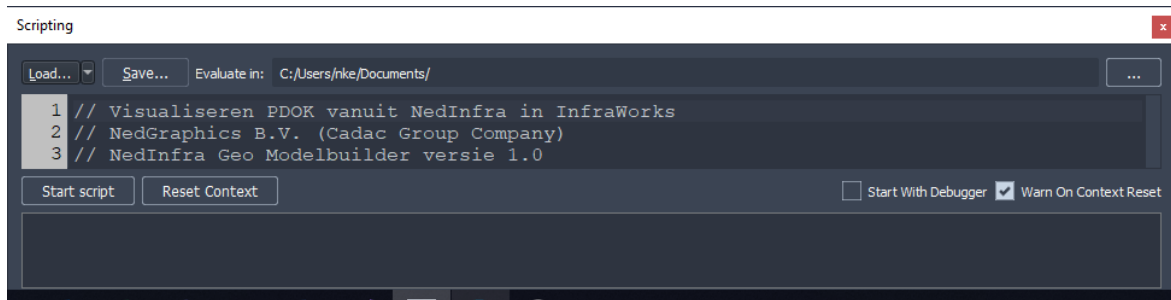 Scripting
x
Load... Save... Evaluate in: C:/Users/nke/Documents/ ...
1 // Visualiseren PDOK vanuit NedInfra in InfraWorks
2 // NedGraphics B.V. (Cadac Group Company)
3 // NedInfra Geo Modelbuilder versie 1.0
Start script Reset Context Start With Debugger Warn On Context Reset